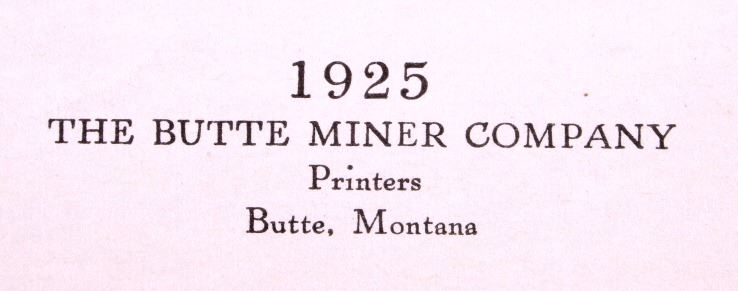 1925
THE BUTTE MINER COMPANY
Printers
Butte, Montana